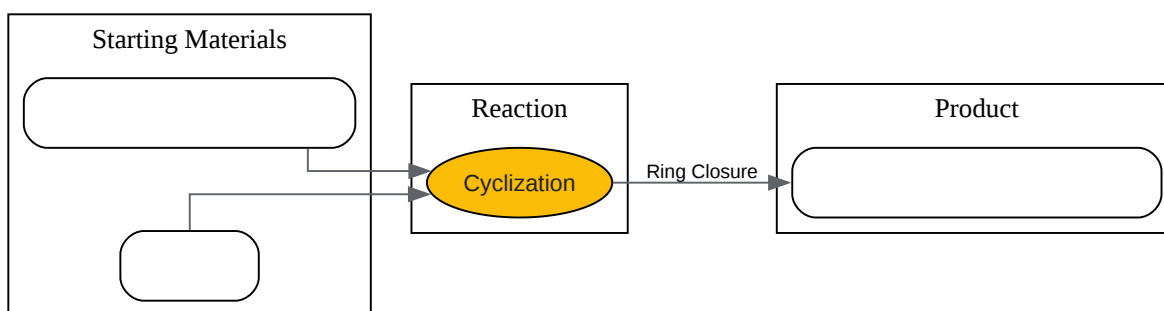 Starting Materials
Reaction
Product
Cyclization
Ring Closure